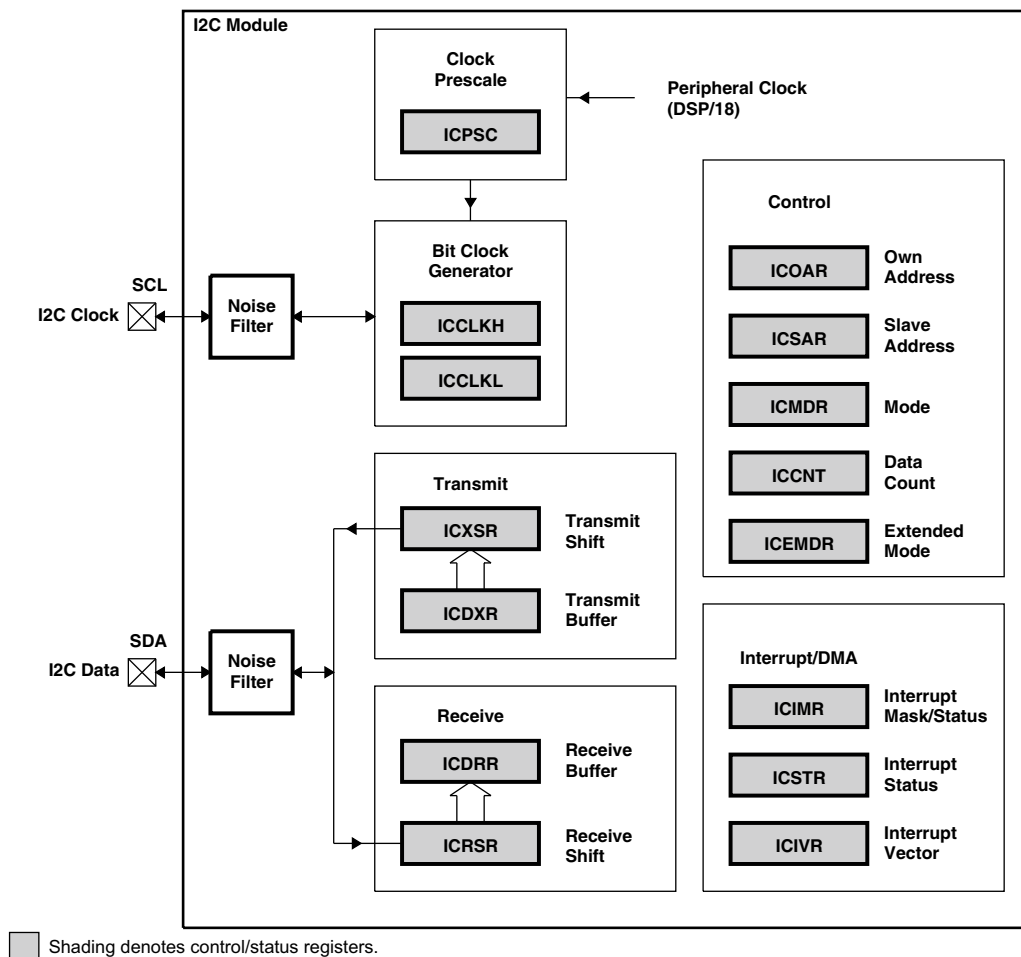 I2C Module
Clock
Prescale
ICPSC
Peripheral Clock
(DSP/18)
Bit Clock
Generator
ICCLKH
ICCLKL
SCL
I2C Clock
Noise
Filter
Control
ICOAR
Own
Address
ICSAR
Slave
Address
ICMDR
Mode
ICCNT
Data
Count
ICEMDR
Extended
Mode
Transmit
ICXSR
Transmit
Shift
ICDXR
Transmit
Buffer
SDA
I2C Data
Noise
Filter
Receive
ICDRR
Receive
Buffer
ICRSR
Receive
Shift
Interrupt/DMA
ICIMR
Interrupt
Mask/Status
ICSTR
Interrupt
Status
ICIVR
Interrupt
Vector
Shading denotes control/status registers.